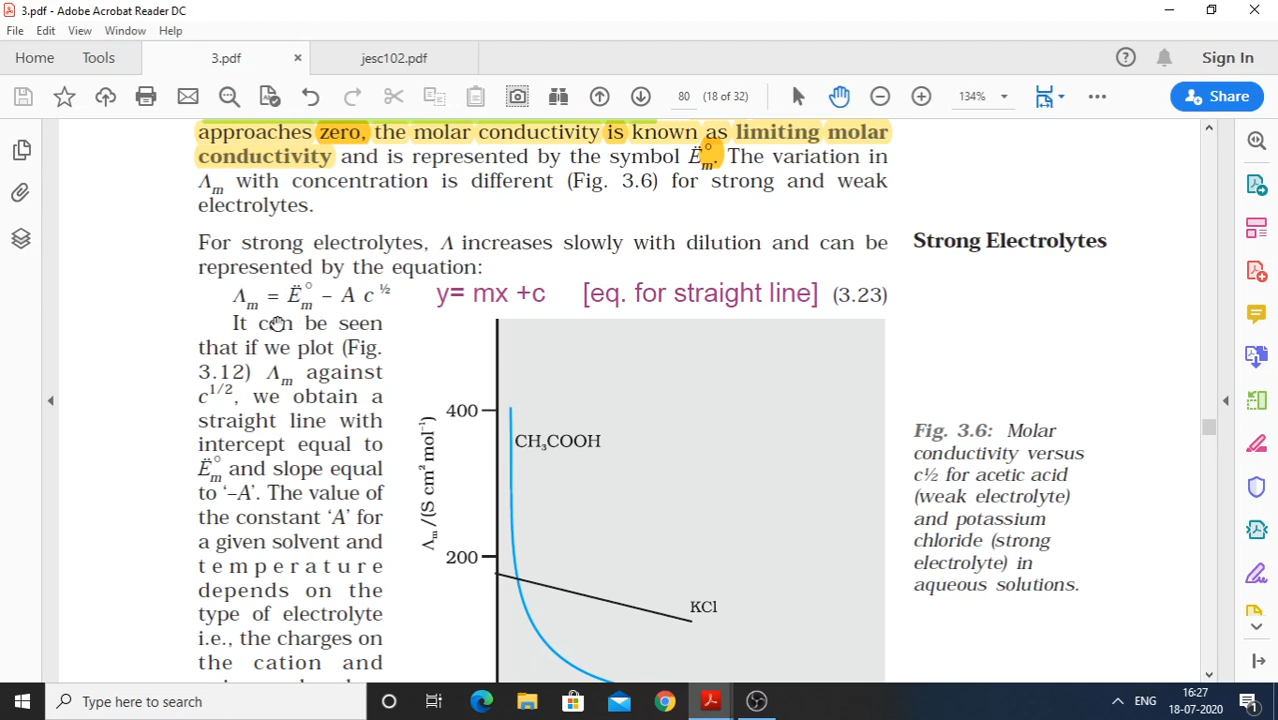 3.pdf - Adobe Acrobat Reader DC
File Edit View Window Help
Home Tools 3.pdf × jesc102.pdf Sign In
80 (18 of 32) 134% Share
approaches zero, the molar conductivity is known as limiting molar
conductivity and is represented by the symbol Ë°m. The variation in
Λm with concentration is different (Fig. 3.6) for strong and weak
electrolytes.
For strong electrolytes, Λ increases slowly with dilution and can be
represented by the equation:
Strong Electrolytes
Λm = Ë°m – A c ½ y= mx +c [eq. for straight line] (3.23)
It can be seen
that if we plot (Fig.
3.12) Λm against
c1/2, we obtain a
straight line with
intercept equal to
Ë°m and slope equal
to ‘–A’. The value of
the constant ‘A’ for
a given solvent and
temperature
depends on the
type of electrolyte
i.e., the charges on
the cation and
400
CH3COOH
Λm/(S cm² mol⁻¹)
200
KCl
Fig. 3.6: Molar
conductivity versus
c½ for acetic acid
(weak electrolyte)
and potassium
chloride (strong
electrolyte) in
aqueous solutions.
Type here to search
ENG
16:27
18-07-2020
1